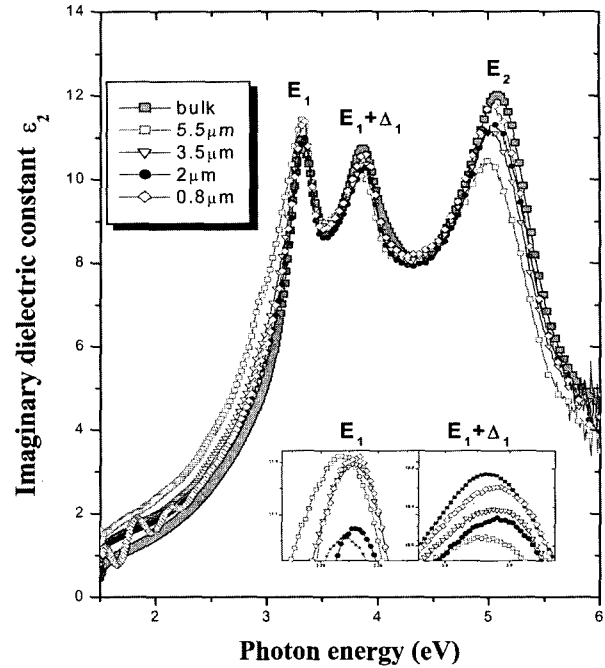 14
12
10
8
6
4
2
0
Imaginary dielectric constant ε₂
bulk
5.5μm
3.5μm
2μm
0.8μm
E₁
E₁+Δ₁
E₂
E₁
E₁+Δ₁
2
3
4
5
6
Photon energy (eV)